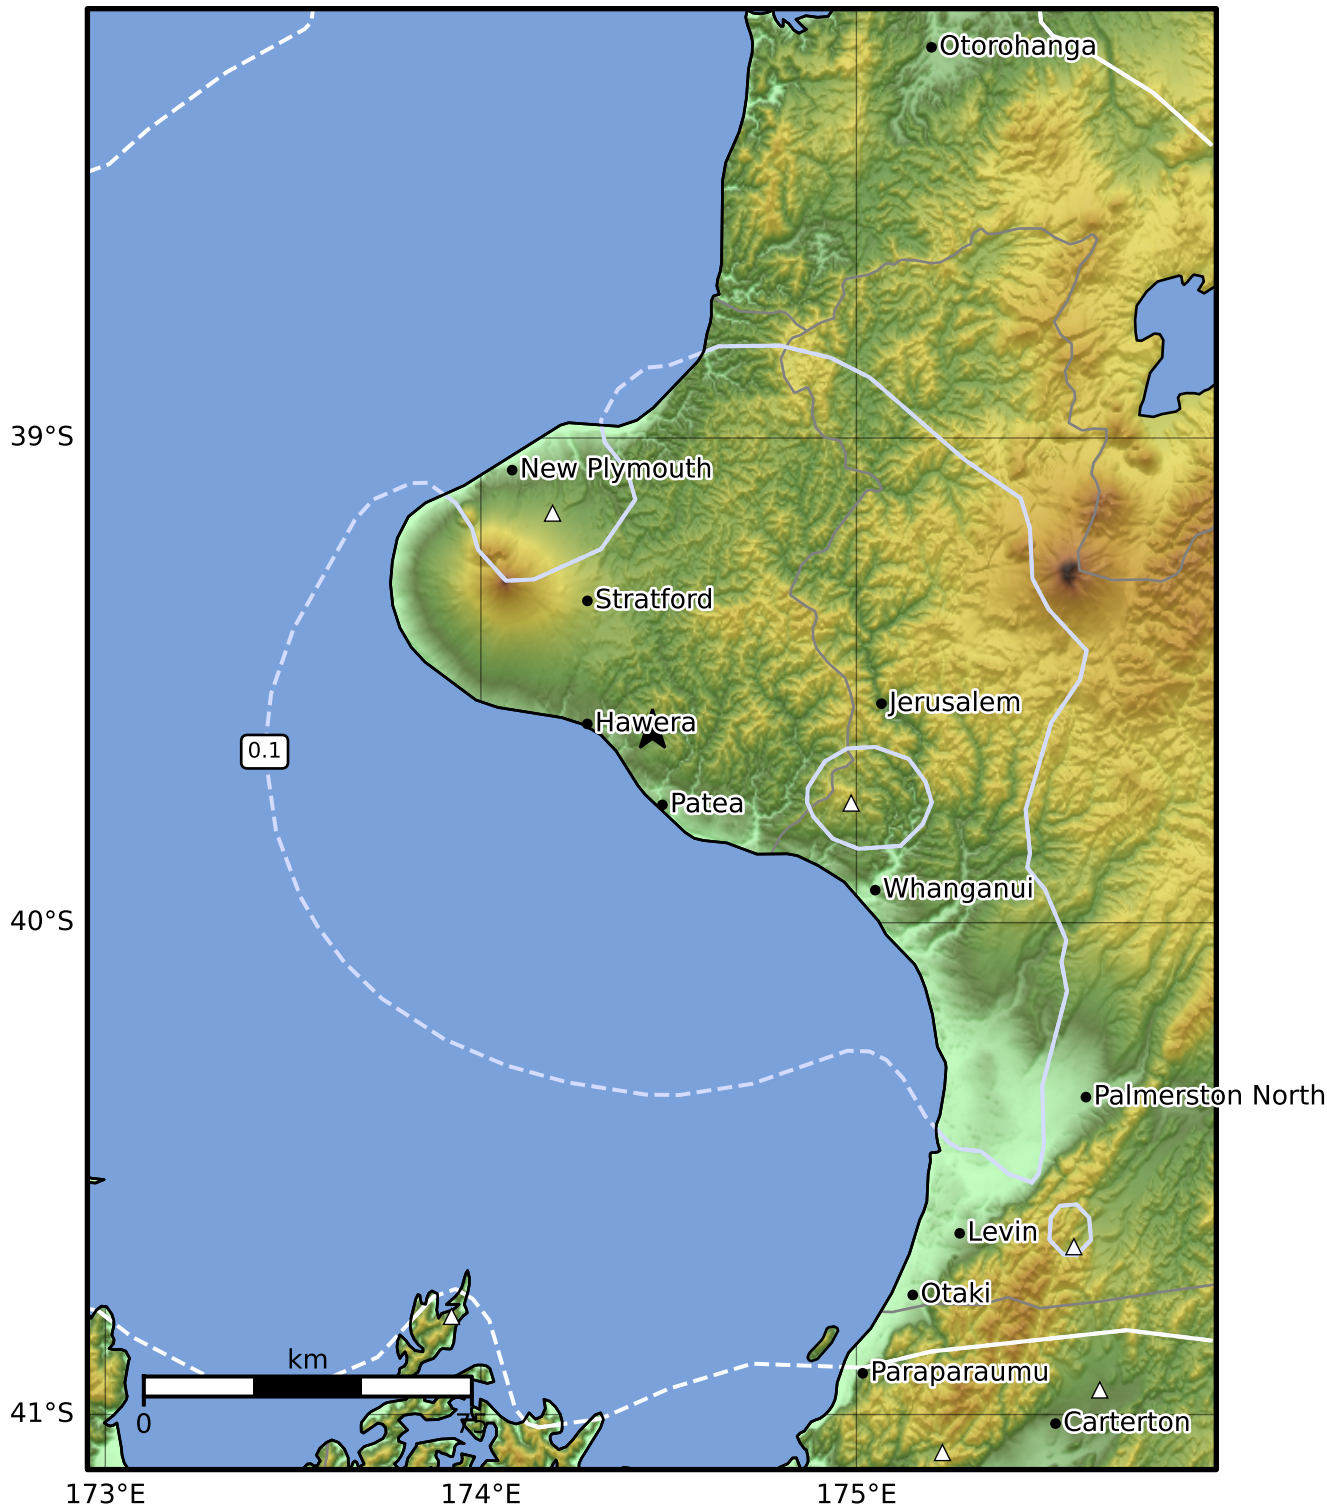 Otorohanga
39°S
New Plymouth
Stratford
Jerusalem
Hawera
0.1
Patea
Whanganui
40°S
Palmerston North
Levin
Otaki
km
Paraparaumu
0
41°S
Carterton
173°E
174°E
175°E